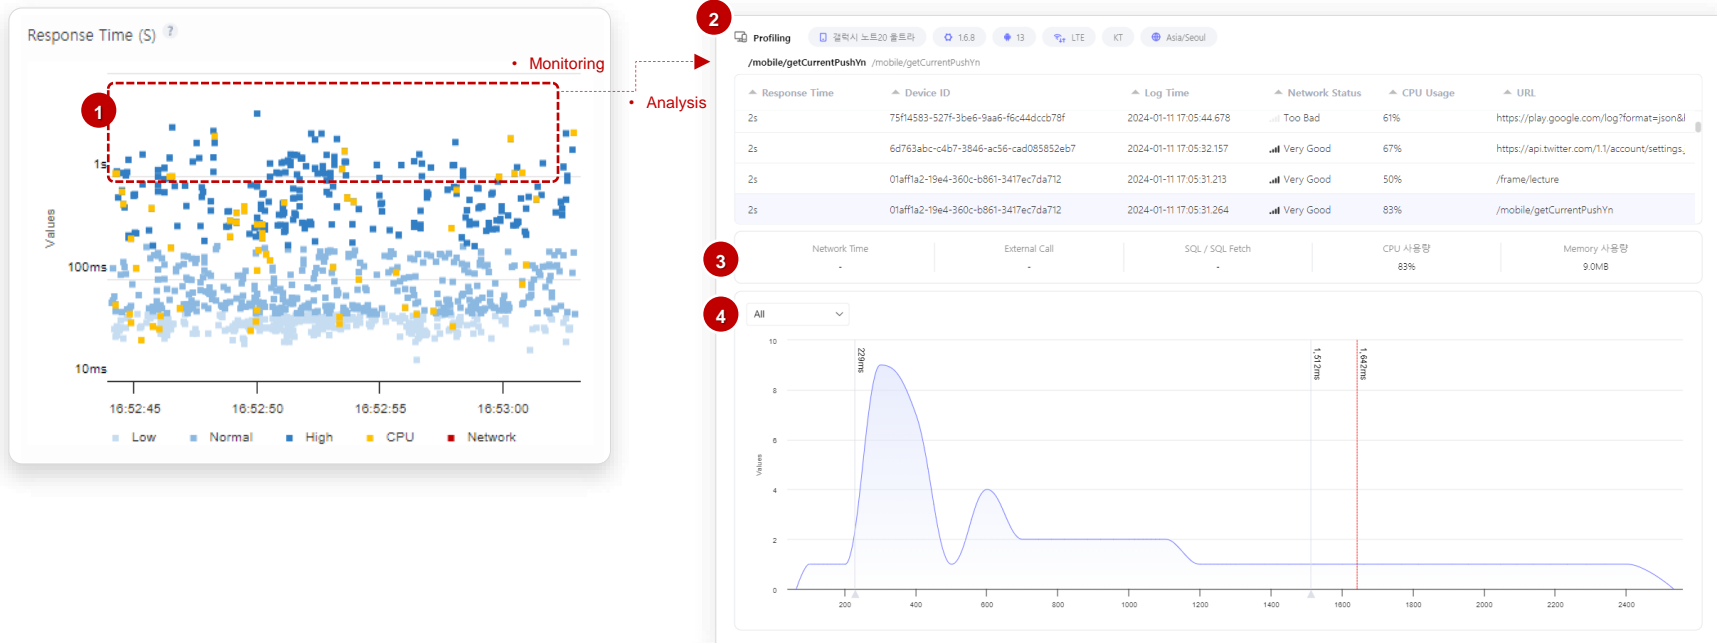 Response Time (S) ?
1
1s
100ms
10ms
Values
16:52:45 16:52:50 16:52:55 16:53:00
Low Normal High CPU Network
• Monitoring
• Analysis
2
Profiling 갤럭시 노트20 울트라 1.6.8 13 LTE KT Asia/Seoul
/mobile/getCurrentPushYn /mobile/getCurrentPushYn
Response Time Device ID Log Time Network Status CPU Usage URL
2s 75f14583-527f-3be6-9aa6-f6c44dccb78f 2024-01-11 17:05:44.678 Too Bad 61% https://play.google.com/log?format=json&l
2s 6d763abc-c4b7-3846-ac56-cad085852eb7 2024-01-11 17:05:32.157 Very Good 67% https://api.twitter.com/1.1/account/settings.
2s 01aff1a2-19e4-360c-b861-3417ec7da712 2024-01-11 17:05:31.213 Very Good 50% /frame/lecture
2s 01aff1a2-19e4-360c-b861-3417ec7da712 2024-01-11 17:05:31.264 Very Good 83% /mobile/getCurrentPushYn
3
Network Time External Call SQL / SQL Fetch CPU 사용량 Memory 사용량
- - - 83% 9.0MB
4
All
10
8
6
4
2
0
Values
229ms 1,512ms 1,642ms
200 400 600 800 1000 1200 1400 1600 1800 2000 2200 2400